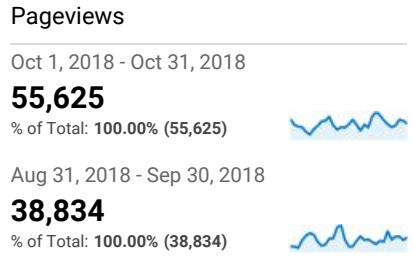 Pageviews
Oct 1, 2018 - Oct 31, 2018
55,625
% of Total: 100.00% (55,625)
Aug 31, 2018 - Sep 30, 2018
38,834
% of Total: 100.00% (38,834)